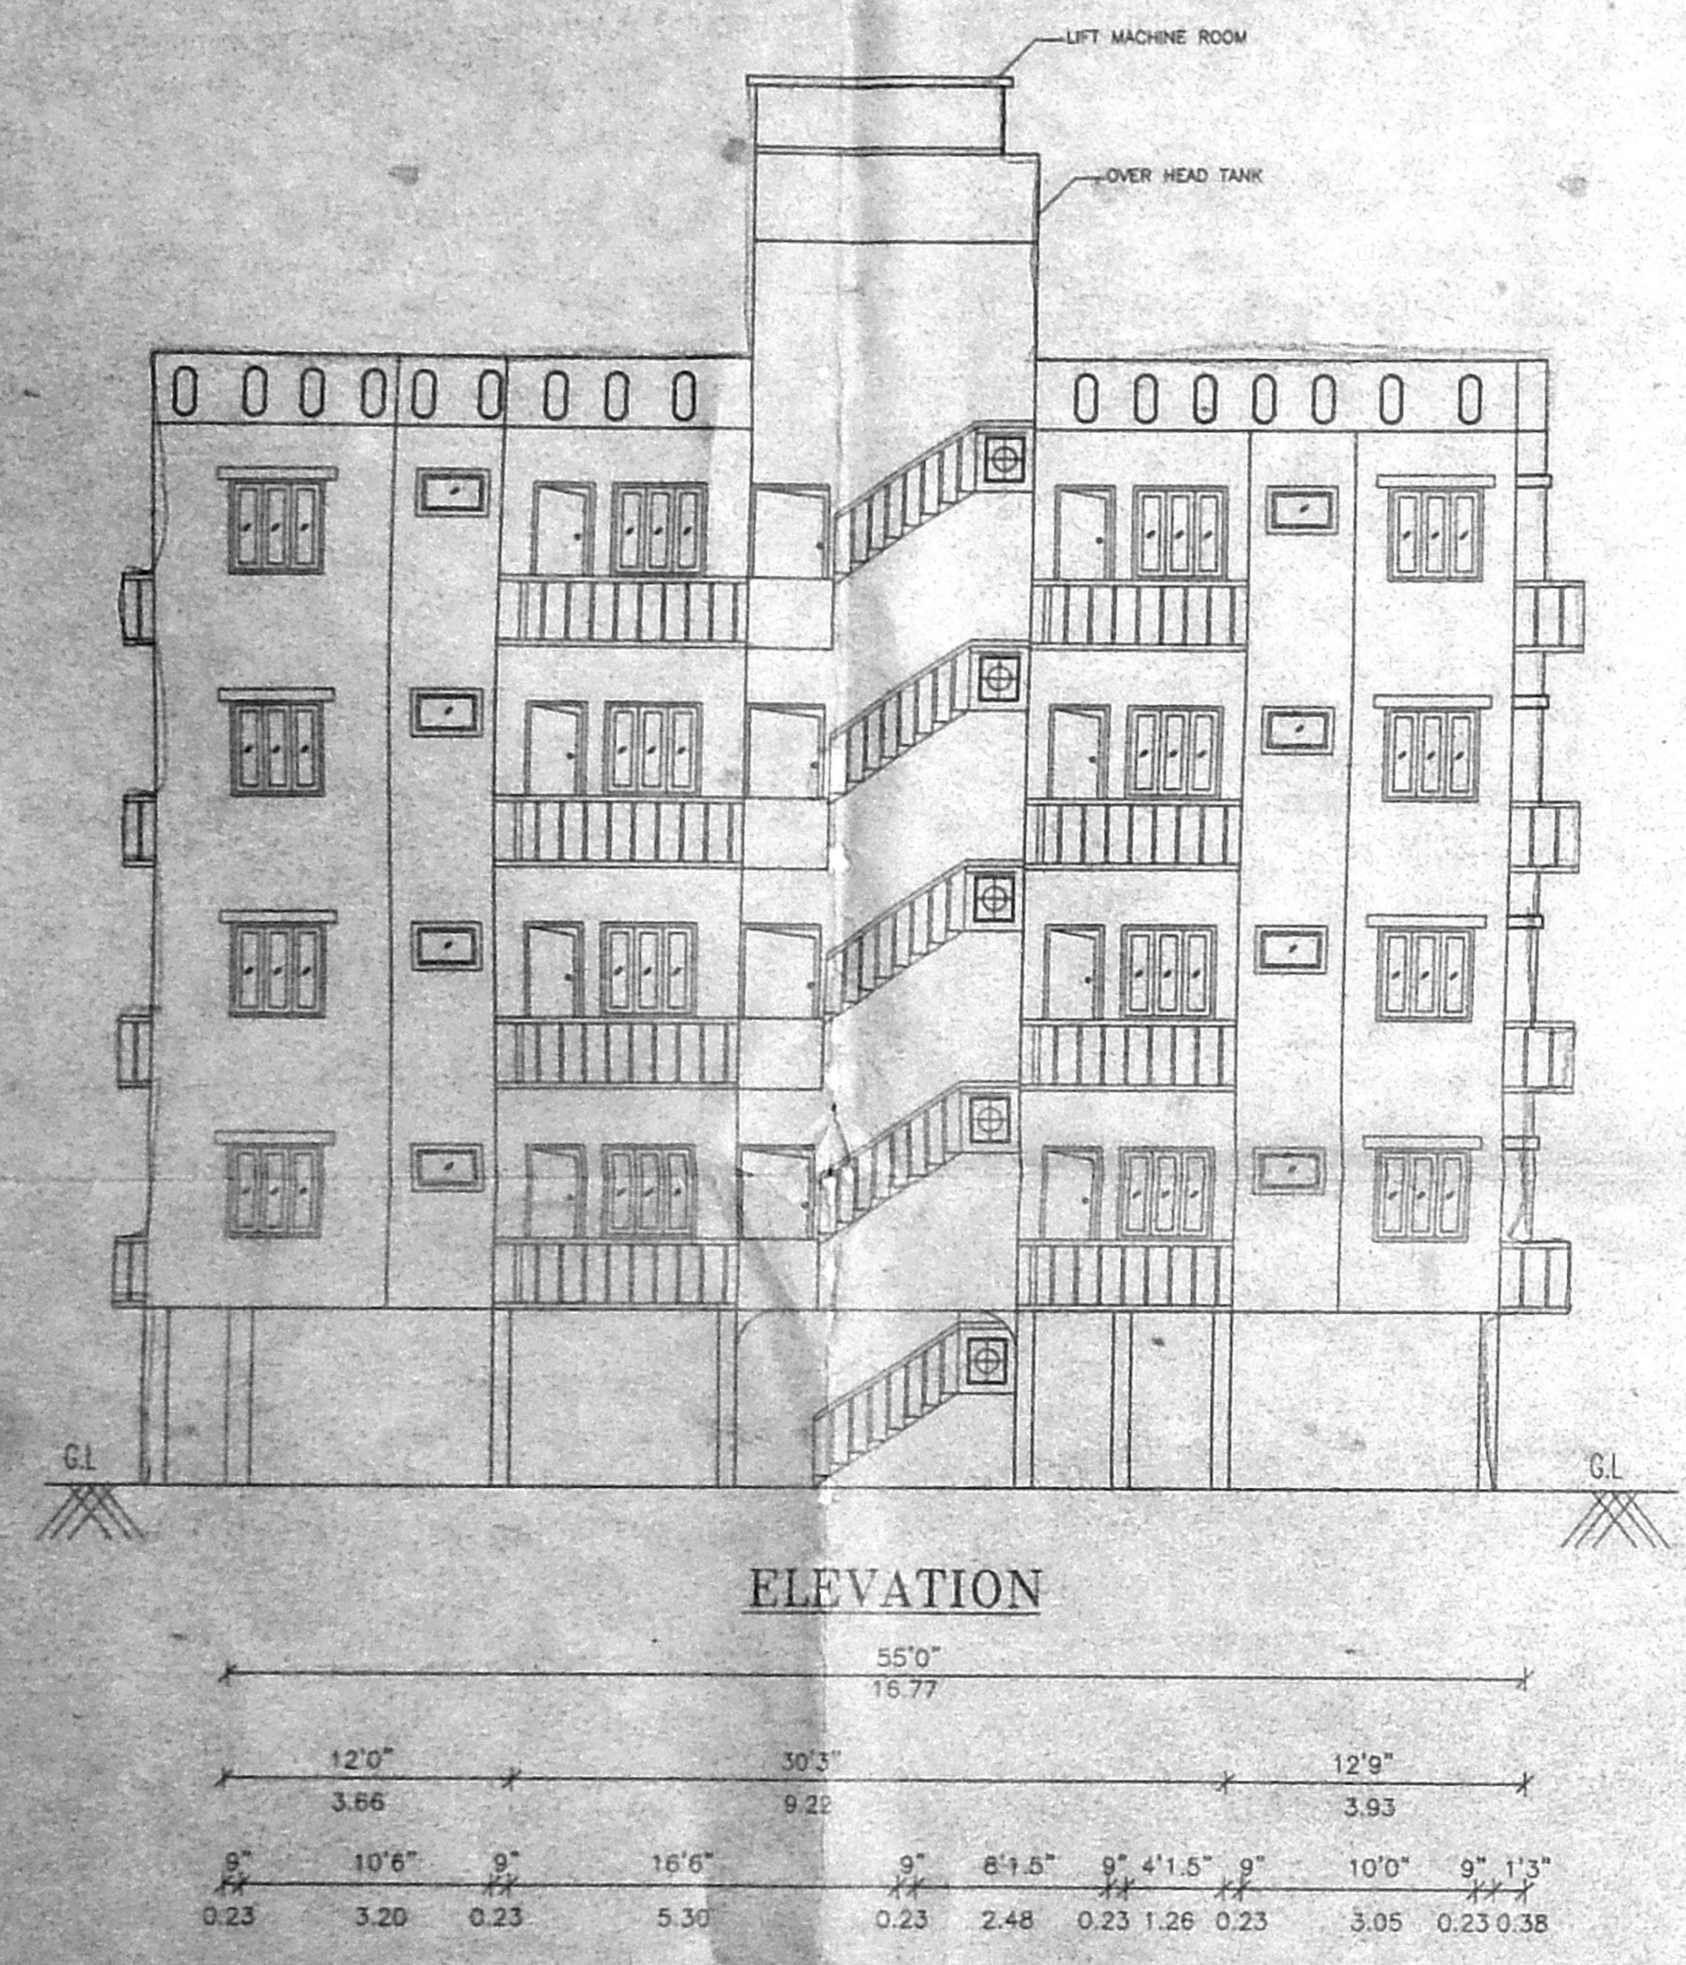 LIFT MACHINE ROOM
OVER HEAD TANK
G.L
G.L
ELEVATION
55'0"
16.77
12'0" 30'3" 12'9"
3.66 9.22 3.93
9" 10'6" 9" 16'6" 9" 8'1.5" 9" 4'1.5" 9" 10'0" 9" 1'3"
0.23 3.20 0.23 5.30 0.23 2.48 0.23 1.26 0.23 3.05 0.23 0.38